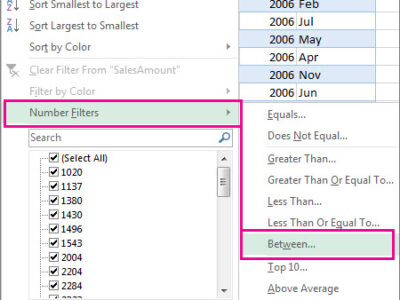 Sort Smallest to Largest
Sort Largest to Smallest
Sort by Color
Clear Filter From "SalesAmount"
Filter by Color
Number Filters
Search
(Select All)
1020
1137
1380
1430
1496
1543
2004
2204
2284
2006 Feb
2006 Jul
2006 May
2006 Apr
2006 Nov
2006 Jun
Equals...
Does Not Equal...
Greater Than...
Greater Than Or Equal To...
Less Than...
Less Than Or Equal To...
Between...
Top 10...
Above Average